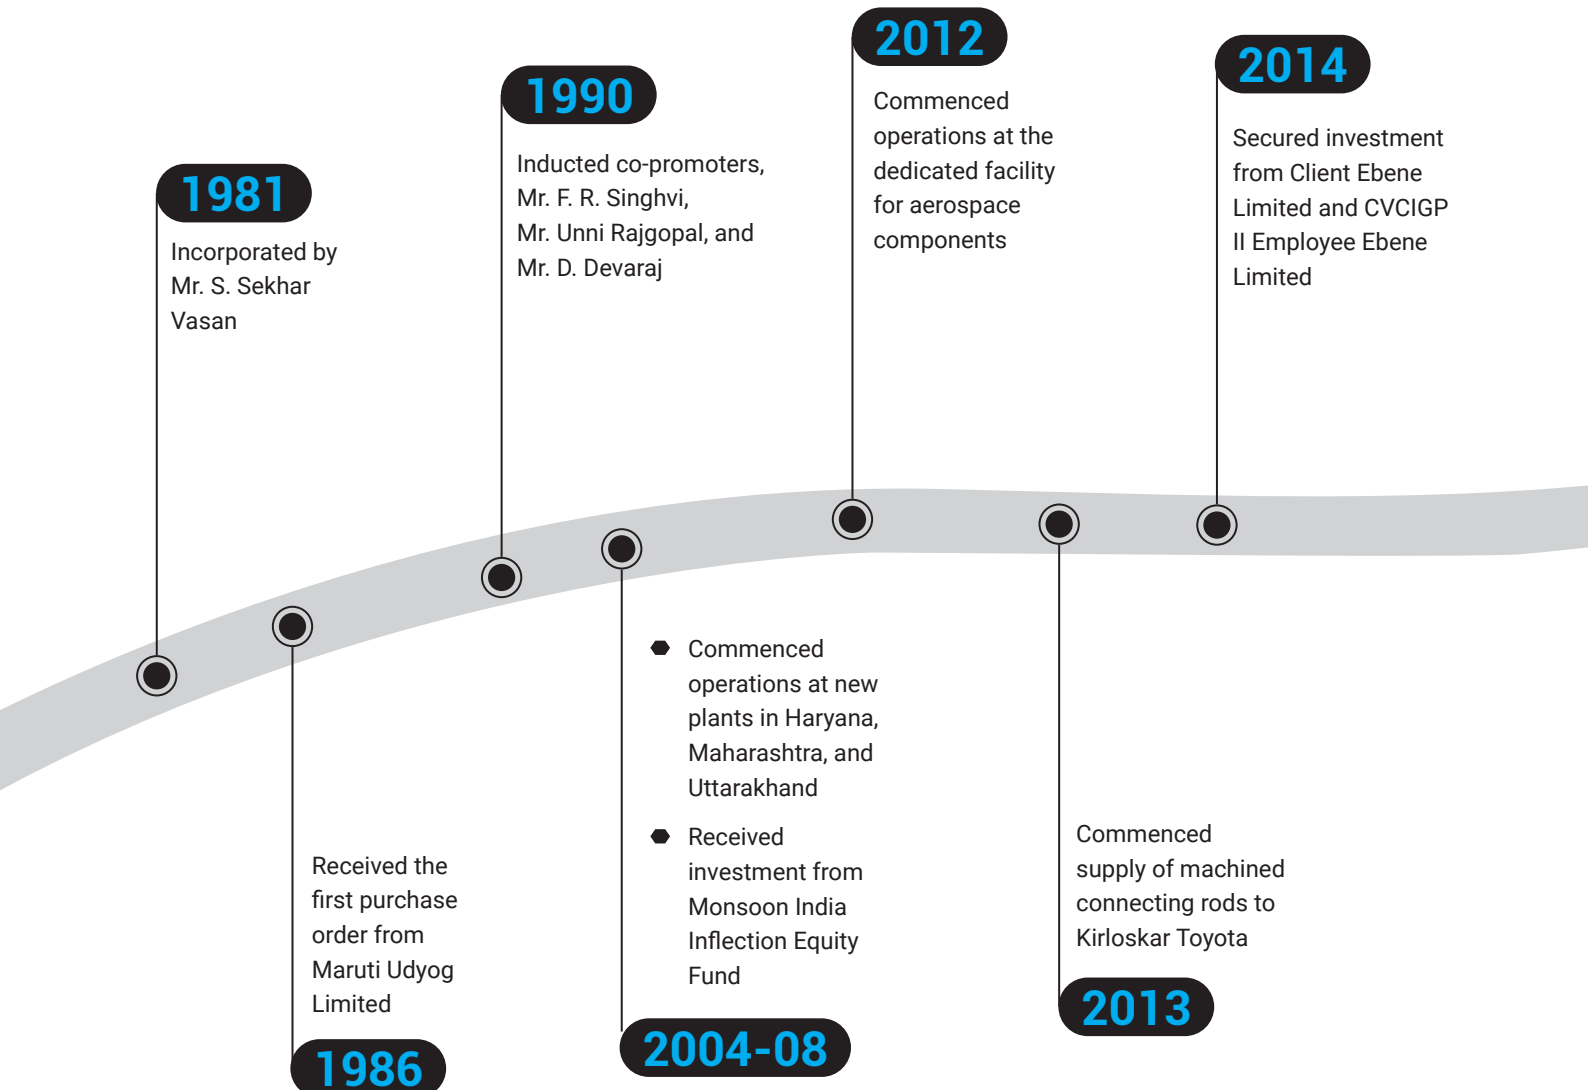 1981
Incorporated by
Mr. S. Sekhar
Vasan
1986
Received the
first purchase
order from
Maruti Udyog
Limited
1990
Inducted co-promoters,
Mr. F. R. Singhvi,
Mr. Unni Rajgopal, and
Mr. D. Devaraj
2004-08
Commenced
operations at new
plants in Haryana,
Maharashtra, and
Uttarakhand
Received
investment from
Monsoon India
Inflection Equity
Fund
2012
Commenced
operations at the
dedicated facility
for aerospace
components
2013
Commenced
supply of machined
connecting rods to
Kirloskar Toyota
2014
Secured investment
from Client Ebene
Limited and CVCIGP
II Employee Ebene
Limited